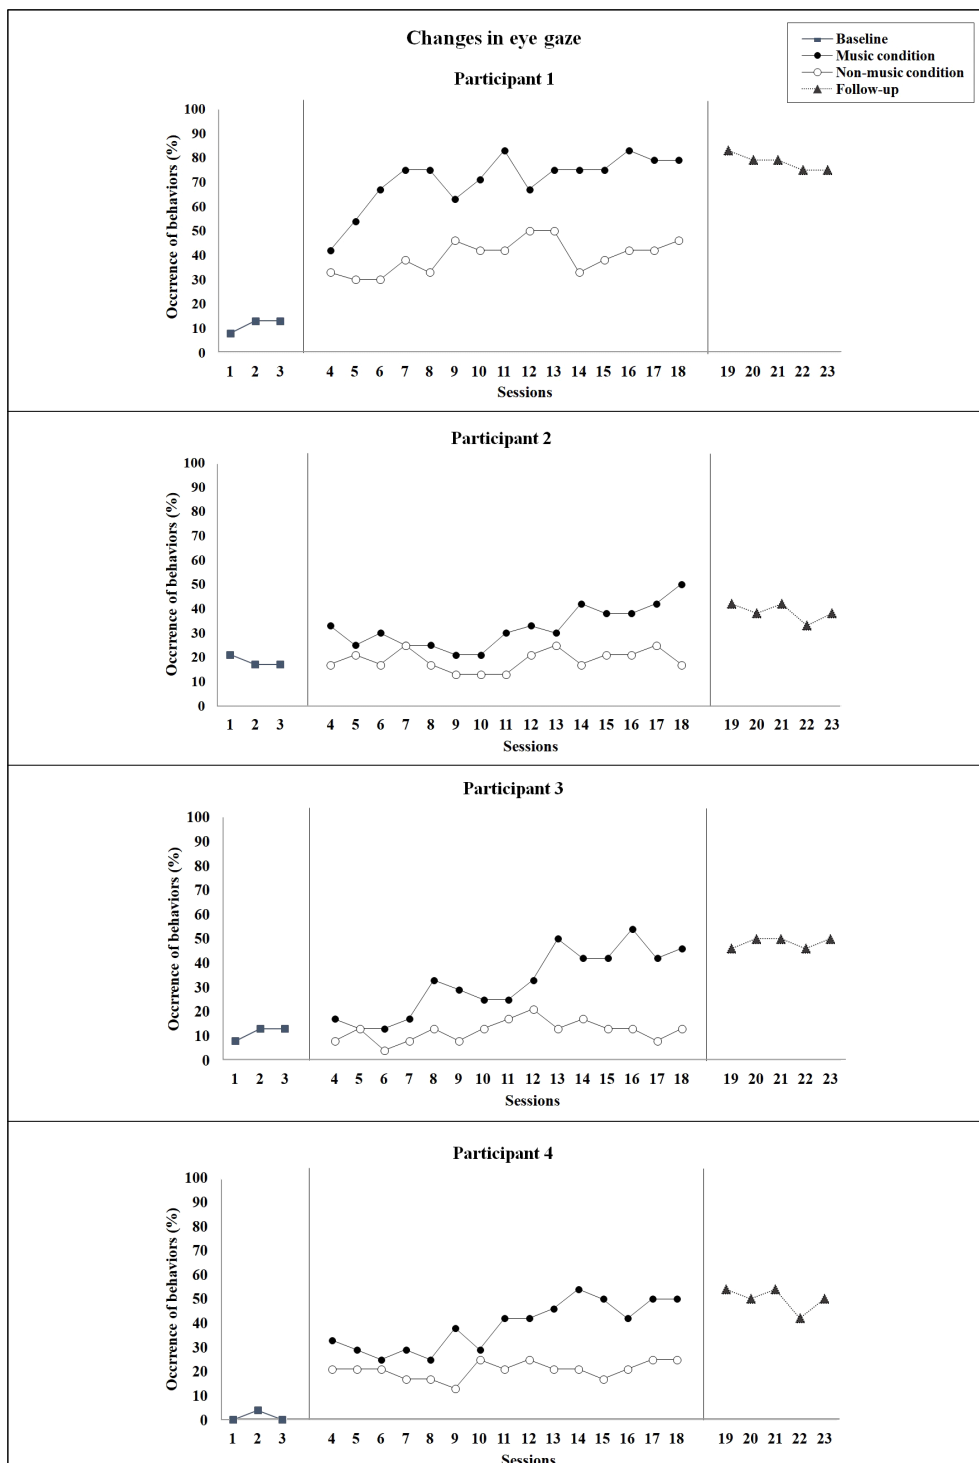 Changes in eye gaze
Baseline
Music condition
Non-music condition
Follow-up
Participant 1
Occrrence of behaviors (%)
100
90
80
70
60
50
40
30
20
10
0
1 2 3 4 5 6 7 8 9 10 11 12 13 14 15 16 17 18 19 20 21 22 23
Sessions
Participant 2
Occrrence of behaviors (%)
100
90
80
70
60
50
40
30
20
10
0
1 2 3 4 5 6 7 8 9 10 11 12 13 14 15 16 17 18 19 20 21 22 23
Sessions
Participant 3
Occrrence of behaviors (%)
100
90
80
70
60
50
40
30
20
10
0
1 2 3 4 5 6 7 8 9 10 11 12 13 14 15 16 17 18 19 20 21 22 23
Sessions
Participant 4
Occrrence of behaviors (%)
100
90
80
70
60
50
40
30
20
10
0
1 2 3 4 5 6 7 8 9 10 11 12 13 14 15 16 17 18 19 20 21 22 23
Sessions